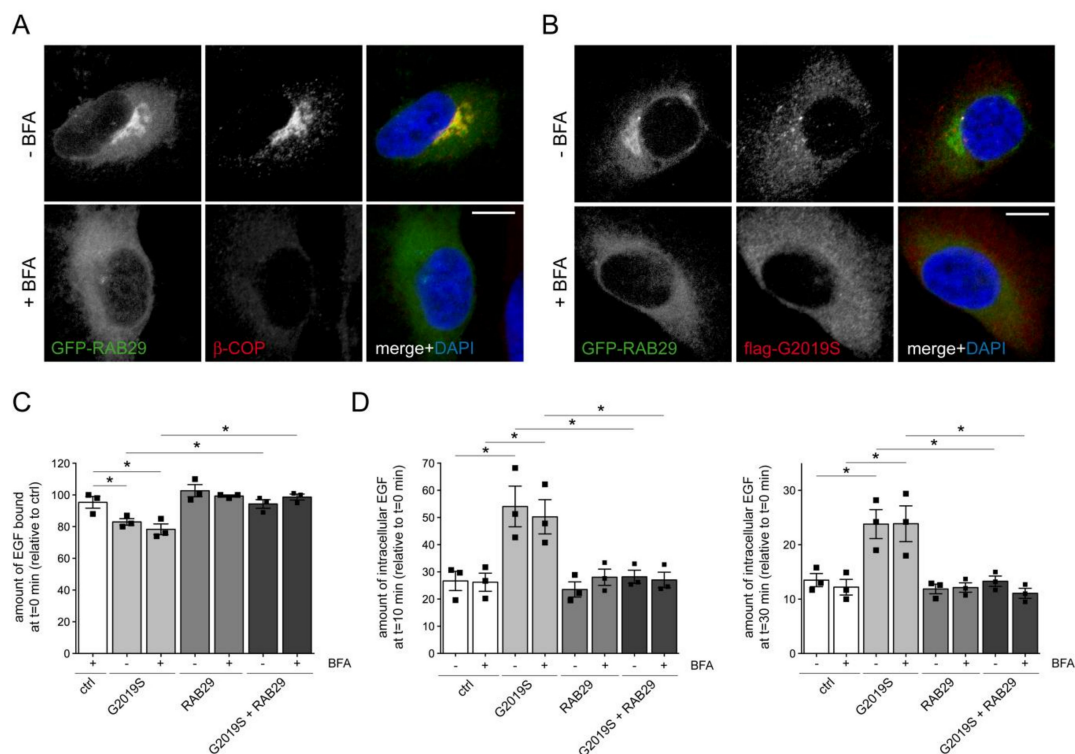 A
B
- BFA
+ BFA
GFP-RAB29
β-COP
merge+DAPI
- BFA
+ BFA
GFP-RAB29
flag-G2019S
merge+DAPI
C
D
amount of EGF bound
at t=0 min (relative to ctrl)
120
100
80
60
40
20
0
* * * *
- + - + - + - + BFA
ctrl
G2019S
RAB29
G2019S + RAB29
amount of intracellular EGF
at t=10 min (relative to t=0 min)
70
60
50
40
30
20
10
0
* * * *
- + - + - + - + BFA
ctrl
G2019S
RAB29
G2019S + RAB29
amount of intracellular EGF
at t=30 min (relative to t=0 min)
30
20
10
0
* * * *
- + - + - + - + BFA
ctrl
G2019S
RAB29
G2019S + RAB29